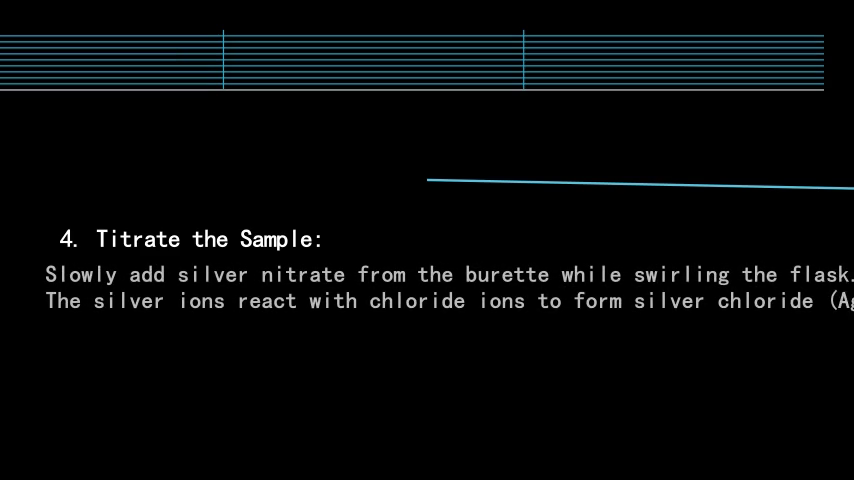 4. Titrate the Sample:
Slowly add silver nitrate from the burette while swirling the flask.
The silver ions react with chloride ions to form silver chloride (Ag